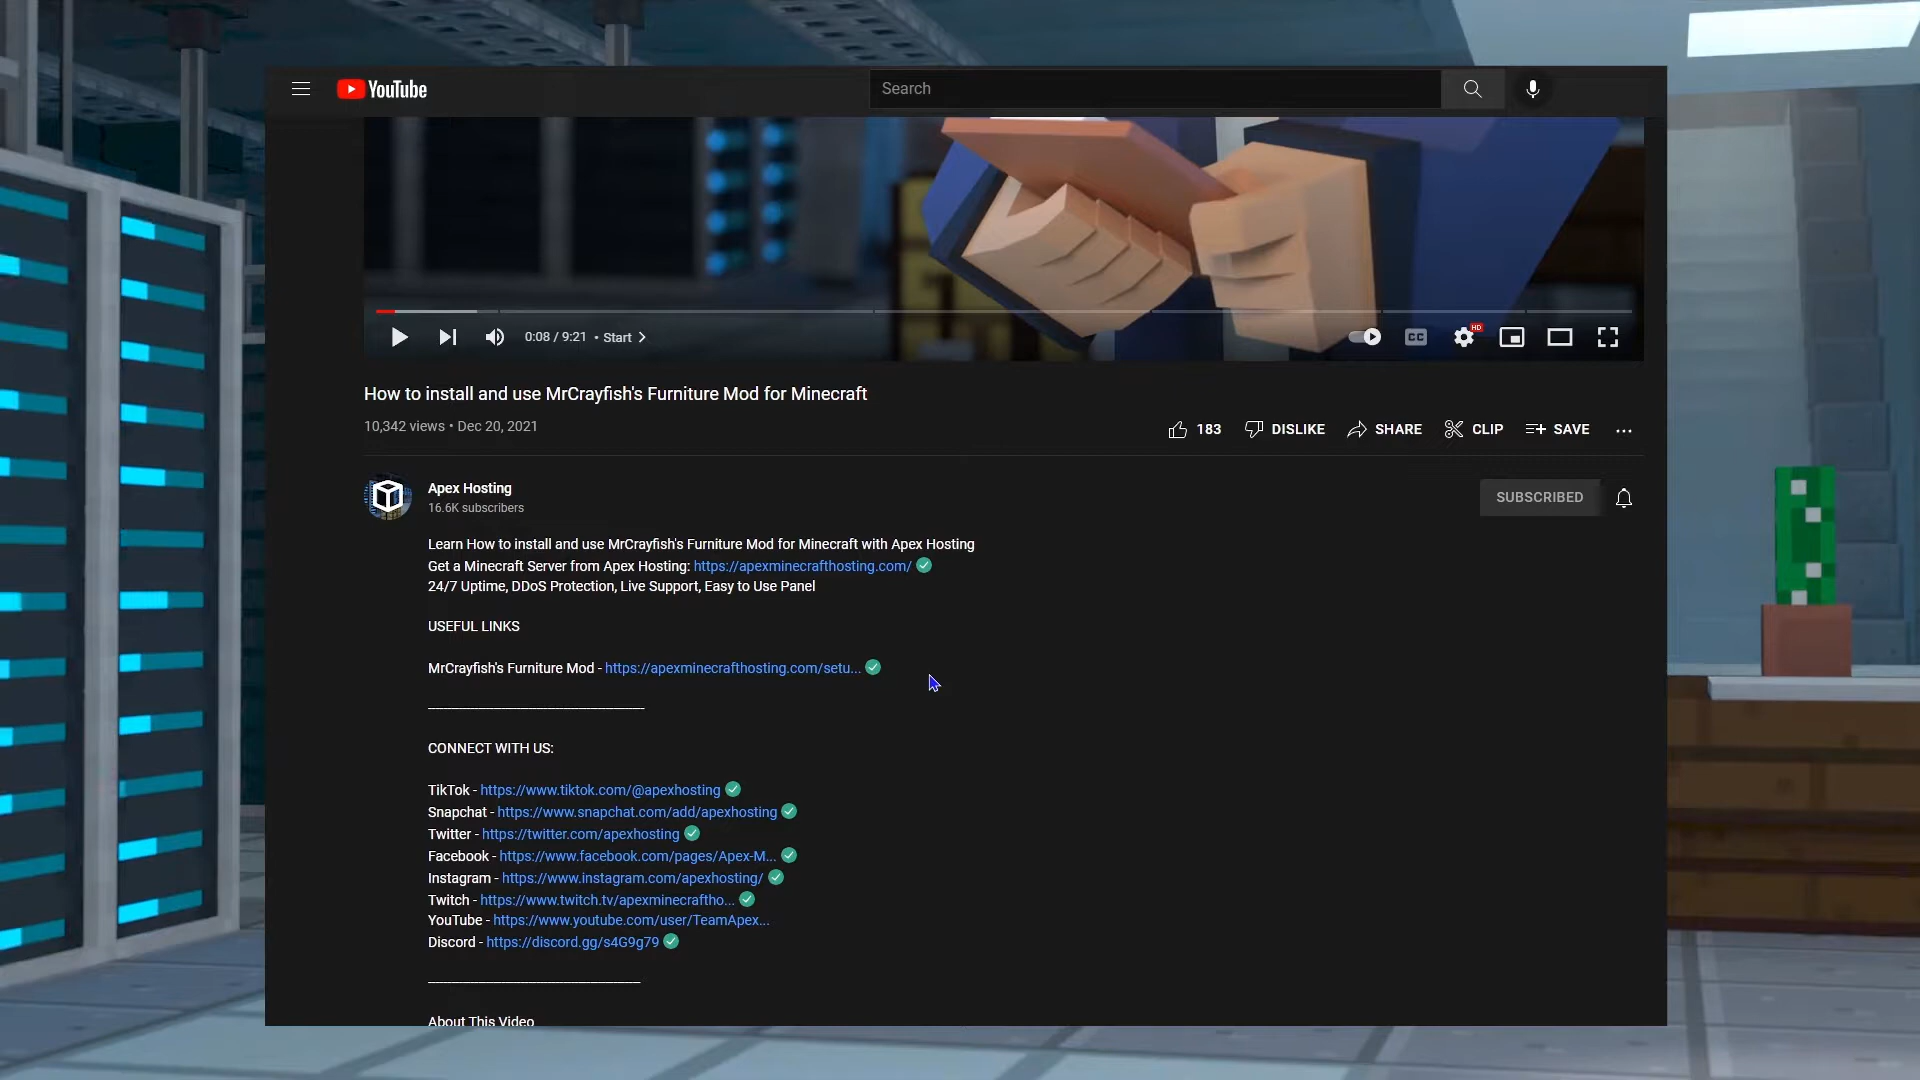 YouTube
Search
0:08 / 9:21 • Start
CC
HD
How to install and use MrCrayfish's Furniture Mod for Minecraft
10,342 views • Dec 20, 2021
183 DISLIKE SHARE CLIP SAVE
Apex Hosting
16.6K subscribers
SUBSCRIBED
Learn How to install and use MrCrayfish's Furniture Mod for Minecraft with Apex Hosting
Get a Minecraft Server from Apex Hosting: https://apexminecrafthosting.com/
24/7 Uptime, DDoS Protection, Live Support, Easy to Use Panel
USEFUL LINKS
MrCrayfish's Furniture Mod - https://apexminecrafthosting.com/setu...
CONNECT WITH US:
TikTok - https://www.tiktok.com/@apexhosting
Snapchat - https://www.snapchat.com/add/apexhosting
Twitter - https://twitter.com/apexhosting
Facebook - https://www.facebook.com/pages/Apex-M...
Instagram - https://www.instagram.com/apexhosting/
Twitch - https://www.twitch.tv/apexminecraftho...
YouTube - https://www.youtube.com/user/TeamApex...
Discord - https://discord.gg/s4G9g79
About This Video